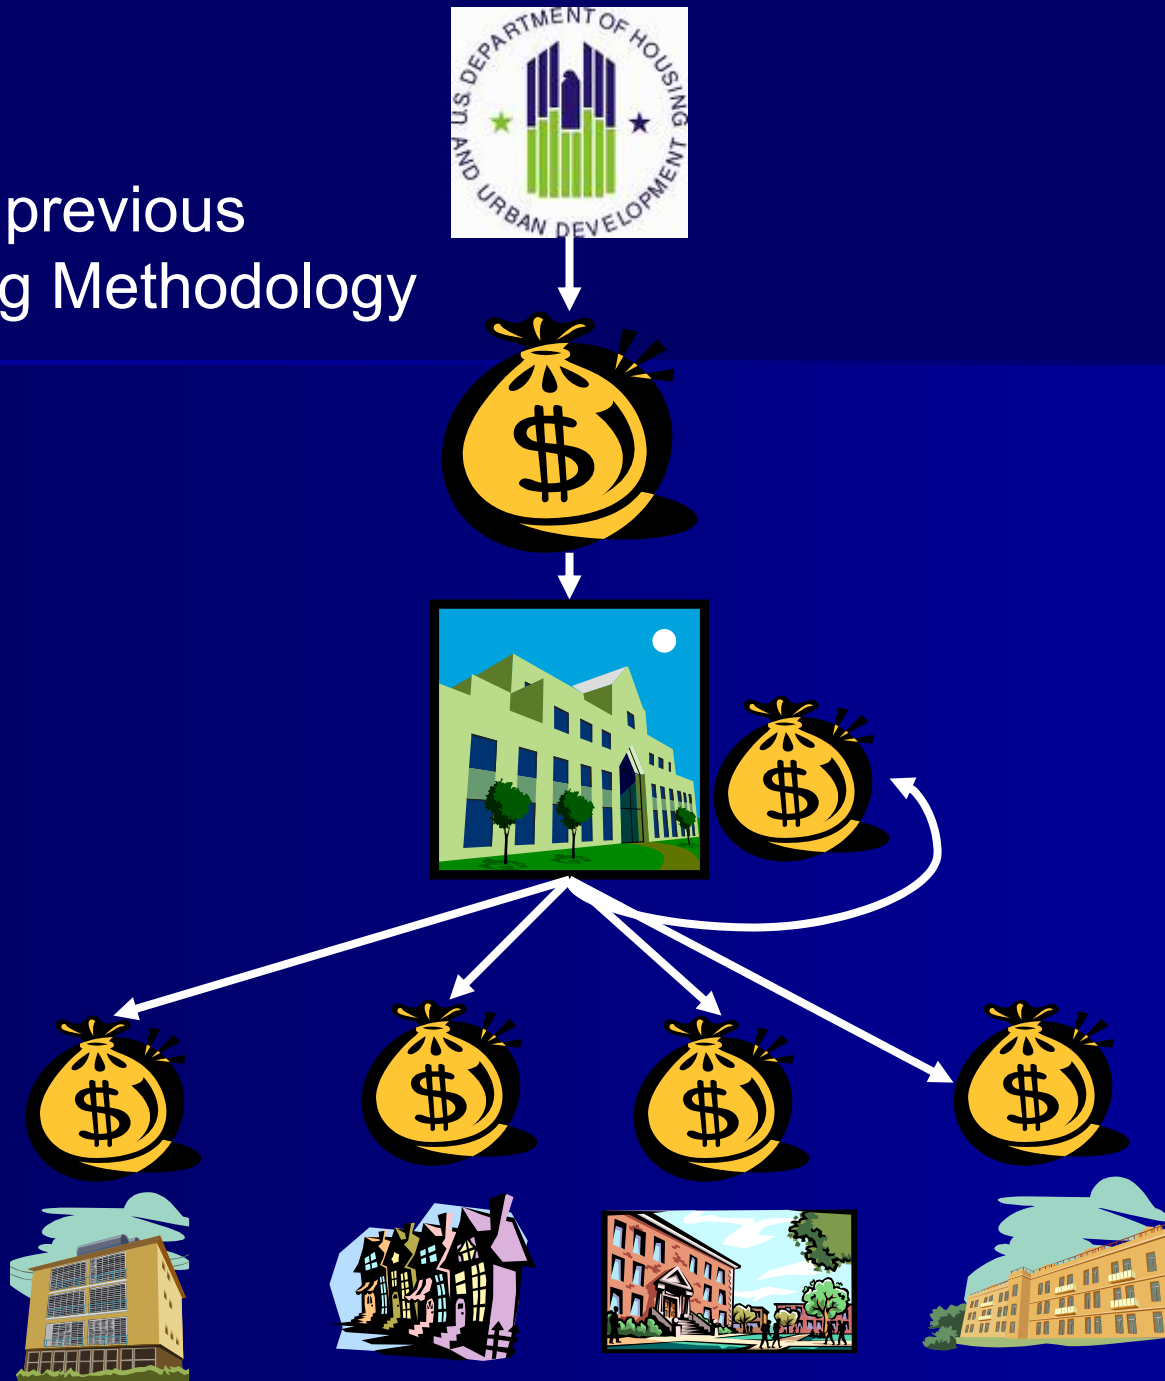 U.S. DEPARTMENT OF HOUSING
AND URBAN DEVELOPMENT
previous
g Methodology
$
$
$
$
$
$